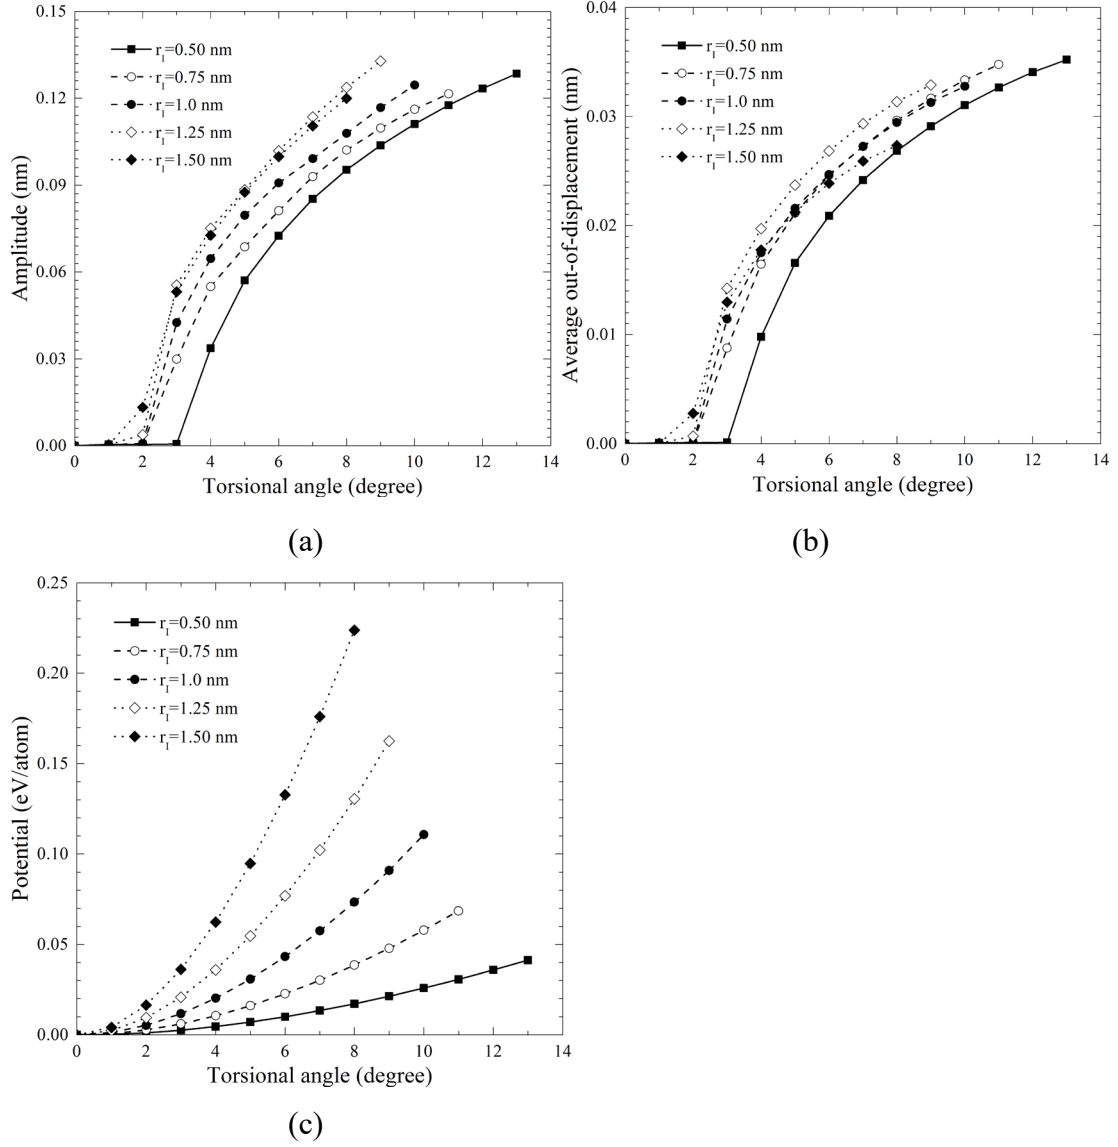 0.15
0.12
0.09
0.06
0.03
0.00
Amplitude (nm)
r_I=0.50 nm
r_I=0.75 nm
r_I=1.0 nm
r_I=1.25 nm
r_I=1.50 nm
0 2 4 6 8 10 12 14
Torsional angle (degree)
(a)
0.04
0.03
0.02
0.01
0.00
Average out-of-displacement (nm)
r_I=0.50 nm
r_I=0.75 nm
r_I=1.0 nm
r_I=1.25 nm
r_I=1.50 nm
0 2 4 6 8 10 12 14
Torsional angle (degree)
(b)
0.25
0.20
0.15
0.10
0.05
0.00
Potential (eV/atom)
r_I=0.50 nm
r_I=0.75 nm
r_I=1.0 nm
r_I=1.25 nm
r_I=1.50 nm
0 2 4 6 8 10 12 14
Torsional angle (degree)
(c)